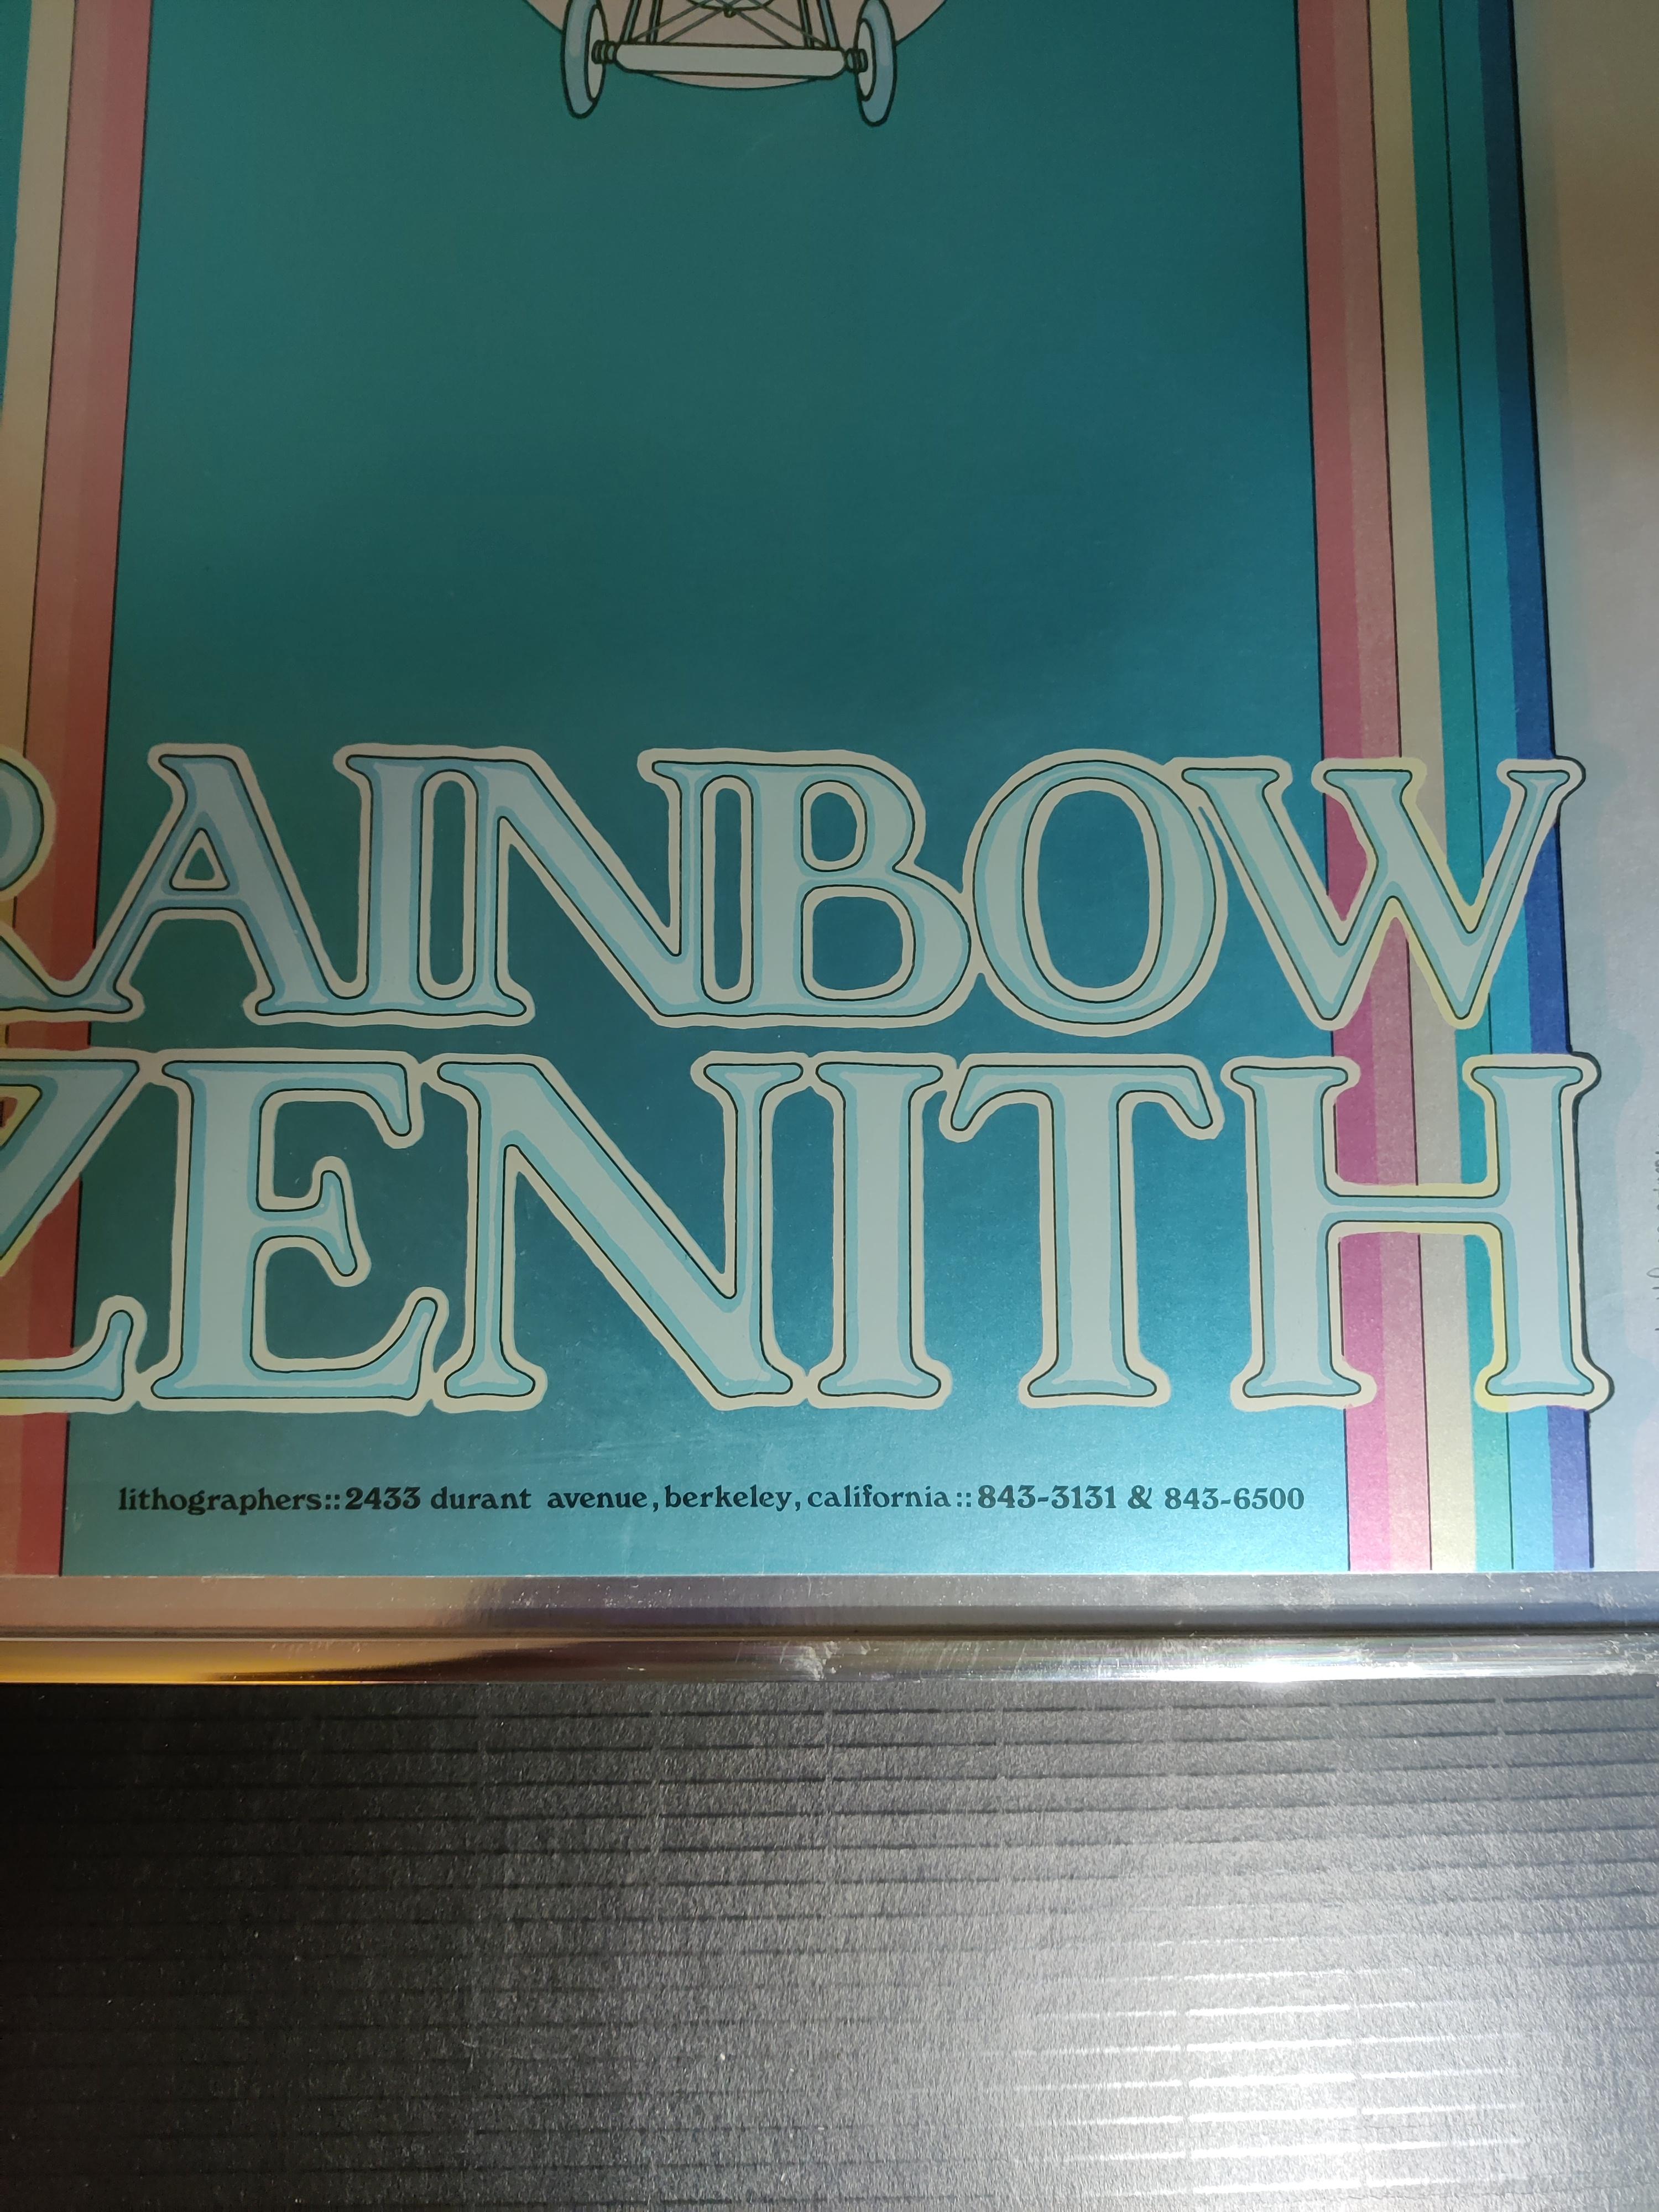 RAINBOW
ZENITH
lithographers::2433 durant avenue, berkeley, california::843-3131 & 843-6500